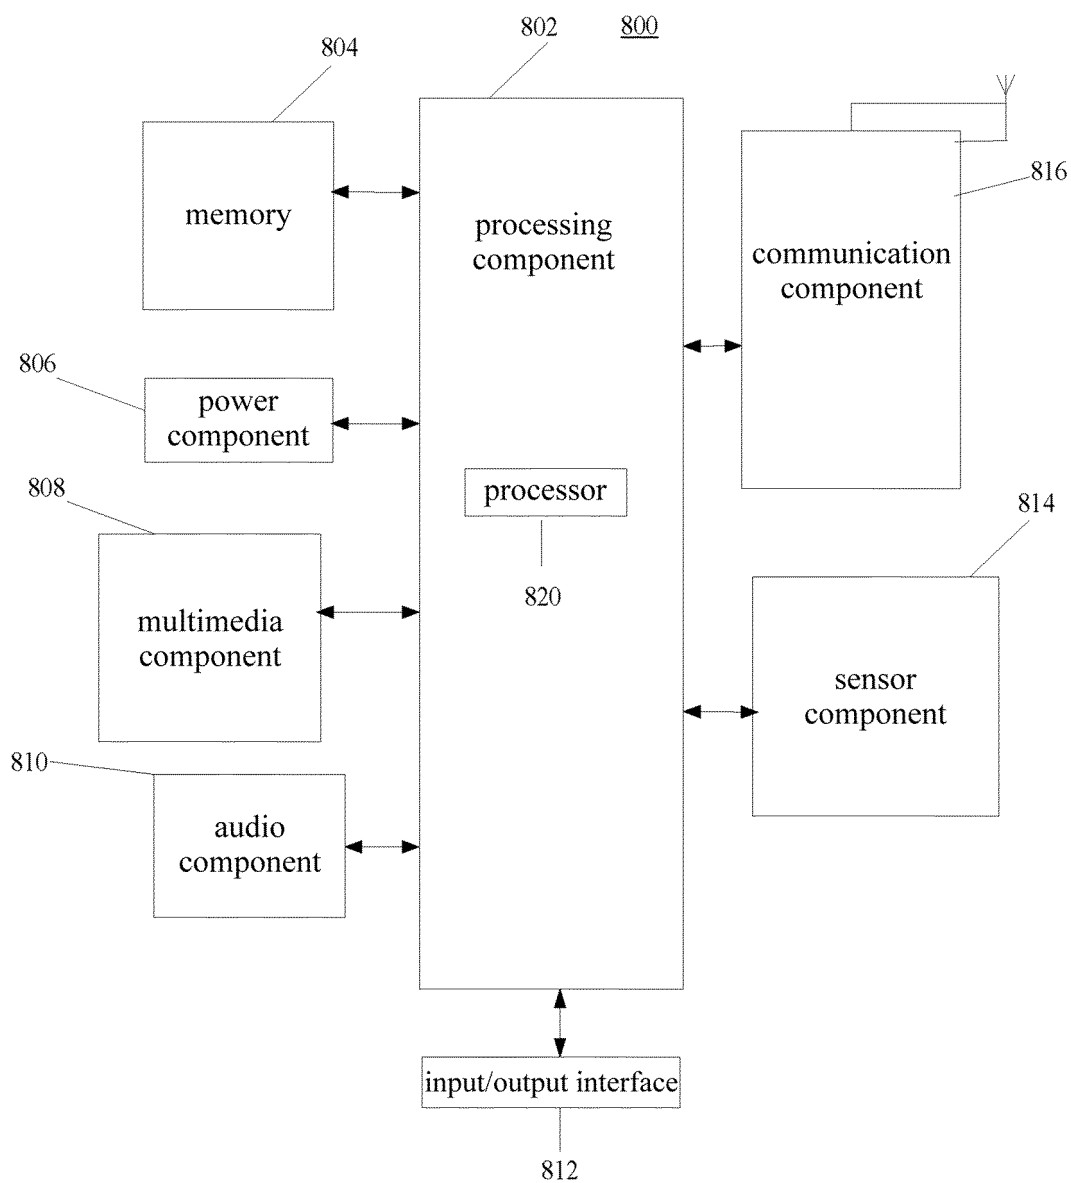 802
800
804
memory
processing
component
816
communication
component
806
power
component
808
processor
820
814
multimedia
component
sensor
component
810
audio
component
input/output interface
812